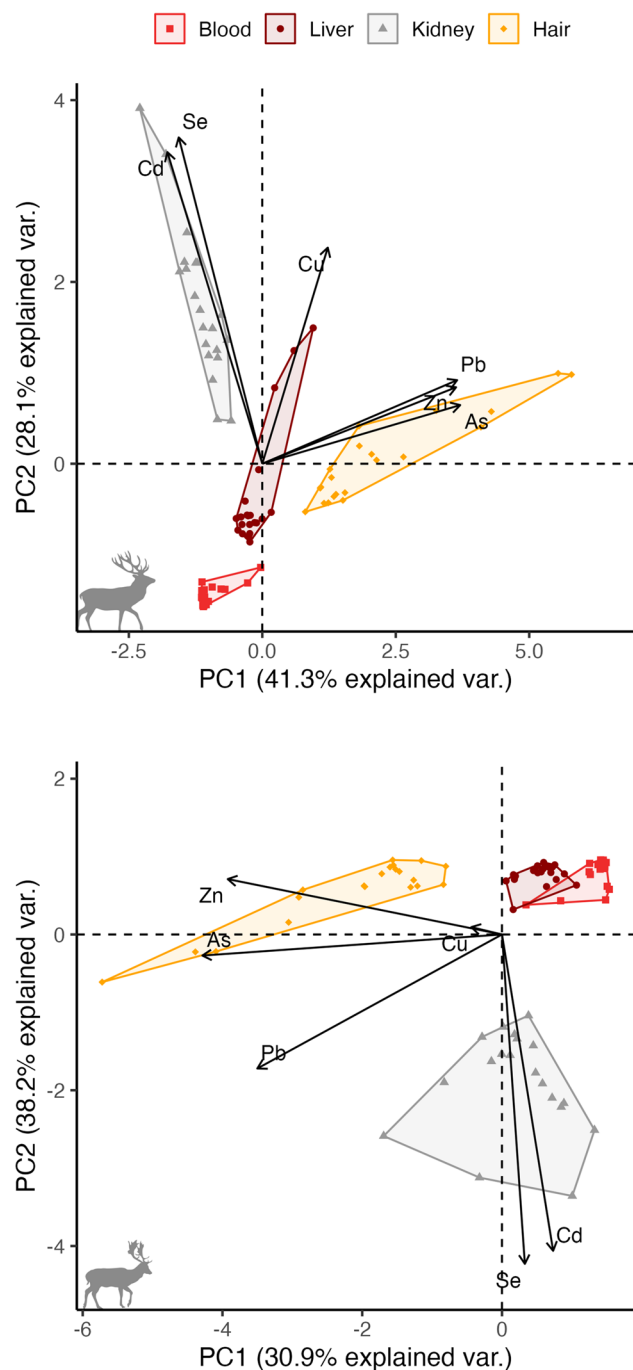 Blood Liver Kidney Hair
4
Se
Cd
Cu
2
Pb
Zn
As
0
PC2 (28.1% explained var.)
-2.5 0.0 2.5 5.0
PC1 (41.3% explained var.)
2
Zn
As
Cu
0
Pb
-2
PC2 (38.2% explained var.)
Cd
-4
Se
-6 -4 -2 0
PC1 (30.9% explained var.)